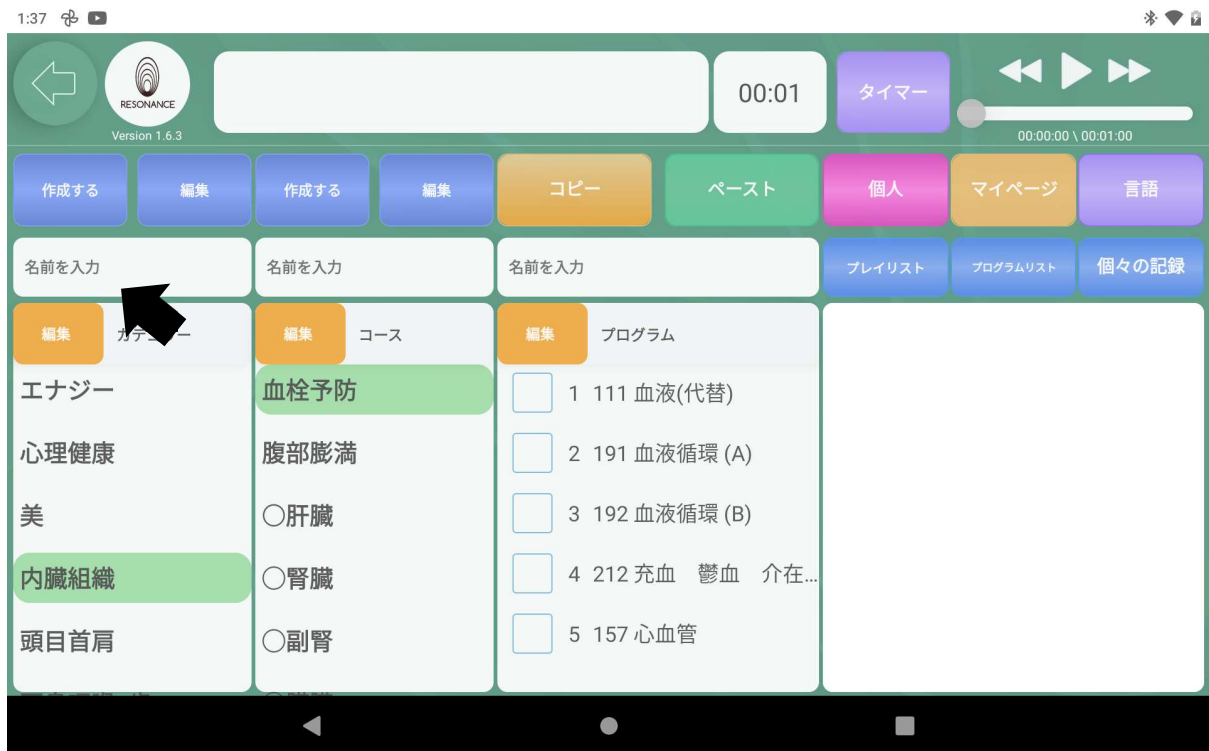 1:37
RESONANCE
Version 1.6.3
00:01
タイマー
00:00:00 \ 00:01:00
作成する 編集 作成する 編集 コピー ペースト 個人 マイページ 言語
名前を入力 名前を入力 名前を入力 プレイリスト プログラムリスト 個々の記録
編集 編集 コース 編集 プログラム
エナジー 血栓予防 1 111 血液(代替)
心理健康 腹部膨満 2 191 血液循環 (A)
美 〇肝臓 3 192 血液循環 (B)
内臓組織 〇腎臓 4 212 充血 鬱血 介在...
頭目首肩 〇副腎 5 157 心血管